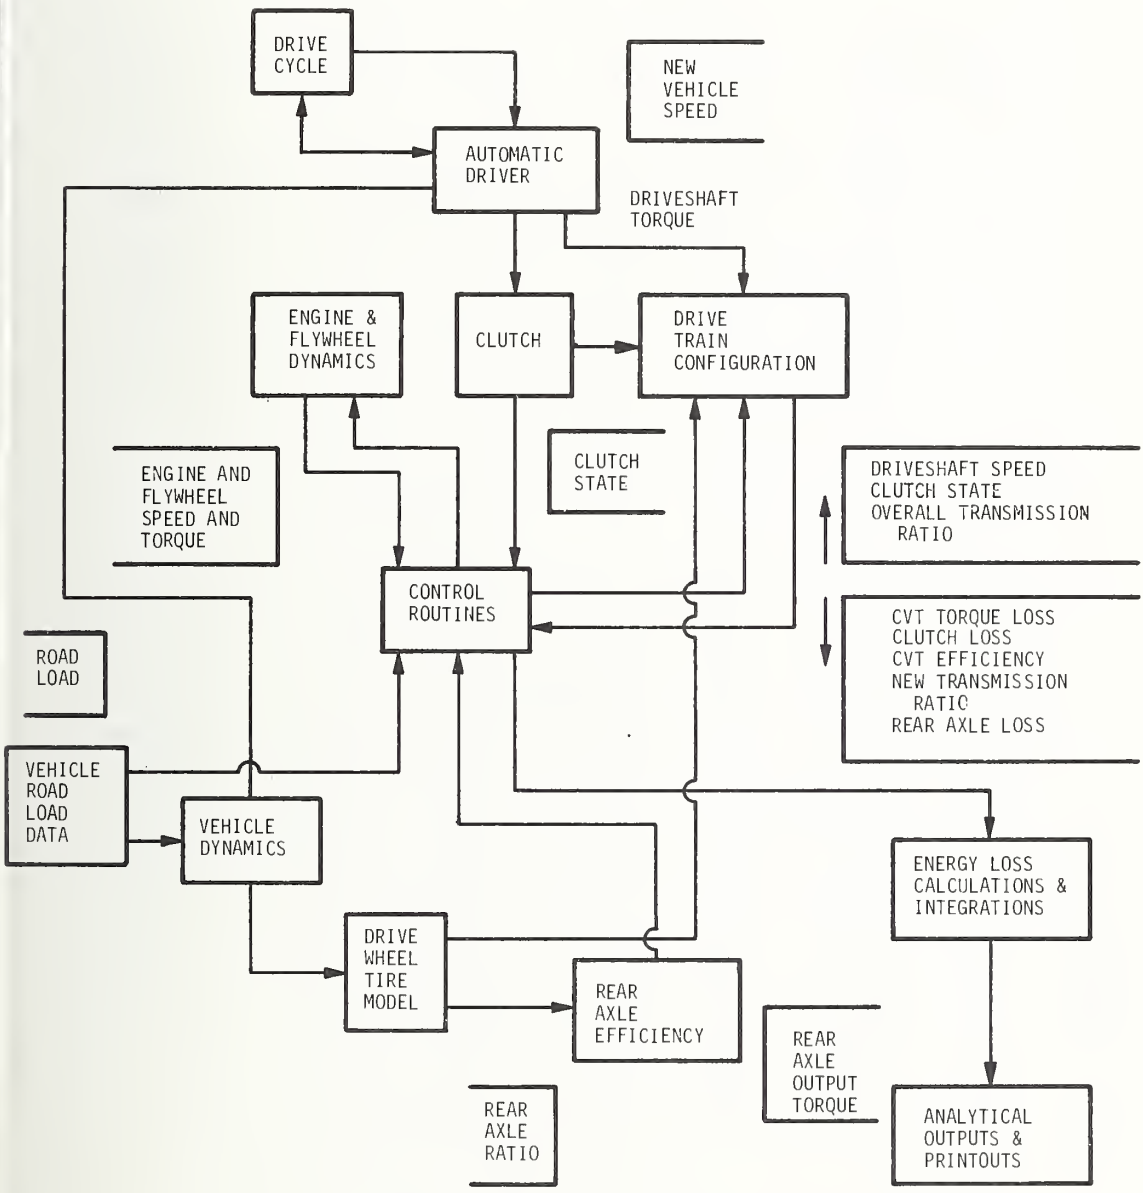 DRIVE
CYCLE
NEW
VEHICLE
SPEED
AUTOMATIC
DRIVER
DRIVESHAFT
TORQUE
ENGINE &
FLYWHEEL
DYNAMICS
CLUTCH
DRIVE
TRAIN
CONFIGURATION
ENGINE AND
FLYWHEEL
SPEED AND
TORQUE
CLUTCH
STATE
DRIVESHAFT SPEED
CLUTCH STATE
OVERALL TRANSMISSION
RATIO
CONTROL
ROUTINES
CVT TORQUE LOSS
CLUTCH LOSS
CVT EFFICIENCY
NEW TRANSMISSION
RATIO
REAR AXLE LOSS
ROAD
LOAD
VEHICLE
ROAD
LOAD
DATA
VEHICLE
DYNAMICS
ENERGY LOSS
CALCULATIONS &
INTEGRATIONS
DRIVE
WHEEL
TIRE
MODEL
REAR
AXLE
EFFICIENCY
REAR
AXLE
OUTPUT
TORQUE
REAR
AXLE
RATIO
ANALYTICAL
OUTPUTS &
PRINTOUTS